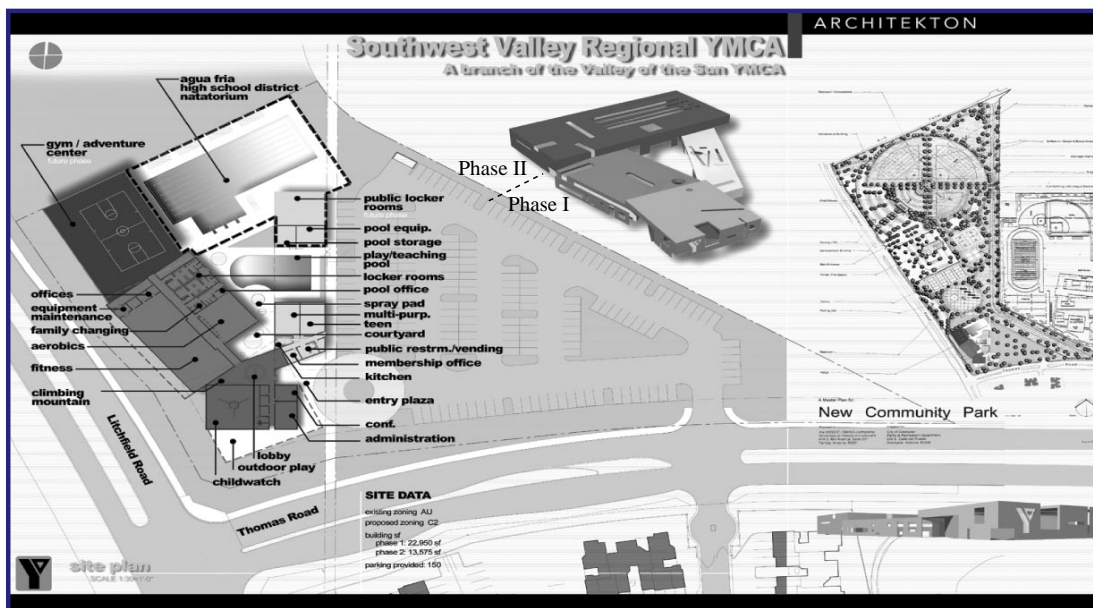 ARCHITEKTON
Southwest Valley Regional YMCA
A branch of the Valley of the Sun YMCA
agua fria
high school district
natatorium
gym / adventure
center
future phase
Phase II
Phase I
public locker
rooms
future phase
pool equip.
pool storage
play/teaching
pool
locker rooms
pool office
offices
equipment
maintenance
family changing
aerobics
fitness
climbing
mountain
spray pad
multi-purp.
teen
courtyard
public restrm./vending
membership office
kitchen
entry plaza
conf.
administration
lobby
outdoor play
childwatch
Litchfield Road
Thomas Road
SITE DATA
existing zoning AU
proposed zoning C2
building sf
phase 1: 22,950 sf
phase 2: 13,575 sf
parking provided: 150
A Master Plan for
New Community Park
Y
site plan